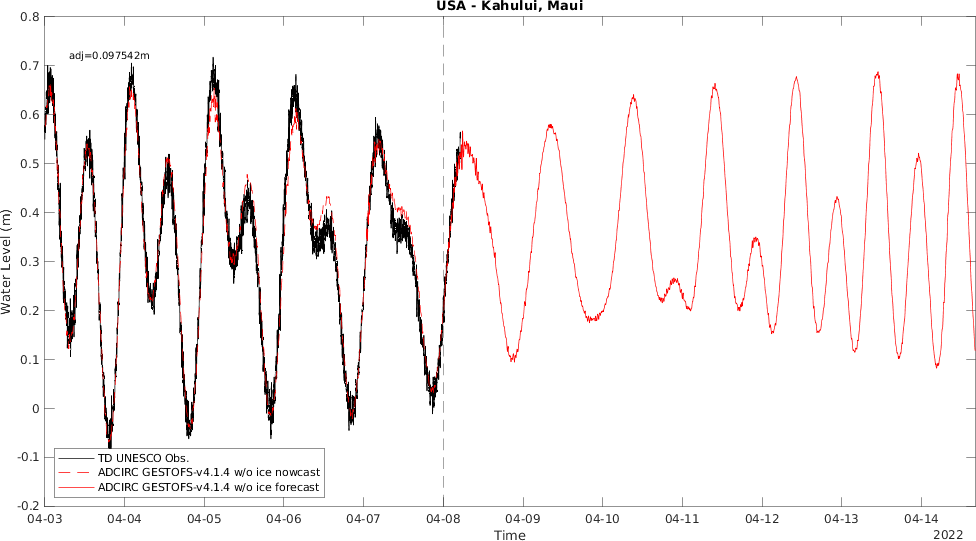 USA - Kahului, Maui
adj=0.097542m
Water Level (m)
0.8
0.7
0.6
0.5
0.4
0.3
0.2
0.1
0
-0.1
-0.2
TD UNESCO Obs.
ADCIRC GESTOFS-v4.1.4 w/o ice nowcast
ADCIRC GESTOFS-v4.1.4 w/o ice forecast
04-03 04-04 04-05 04-06 04-07 04-08 04-09 04-10 04-11 04-12 04-13 04-14
Time
2022